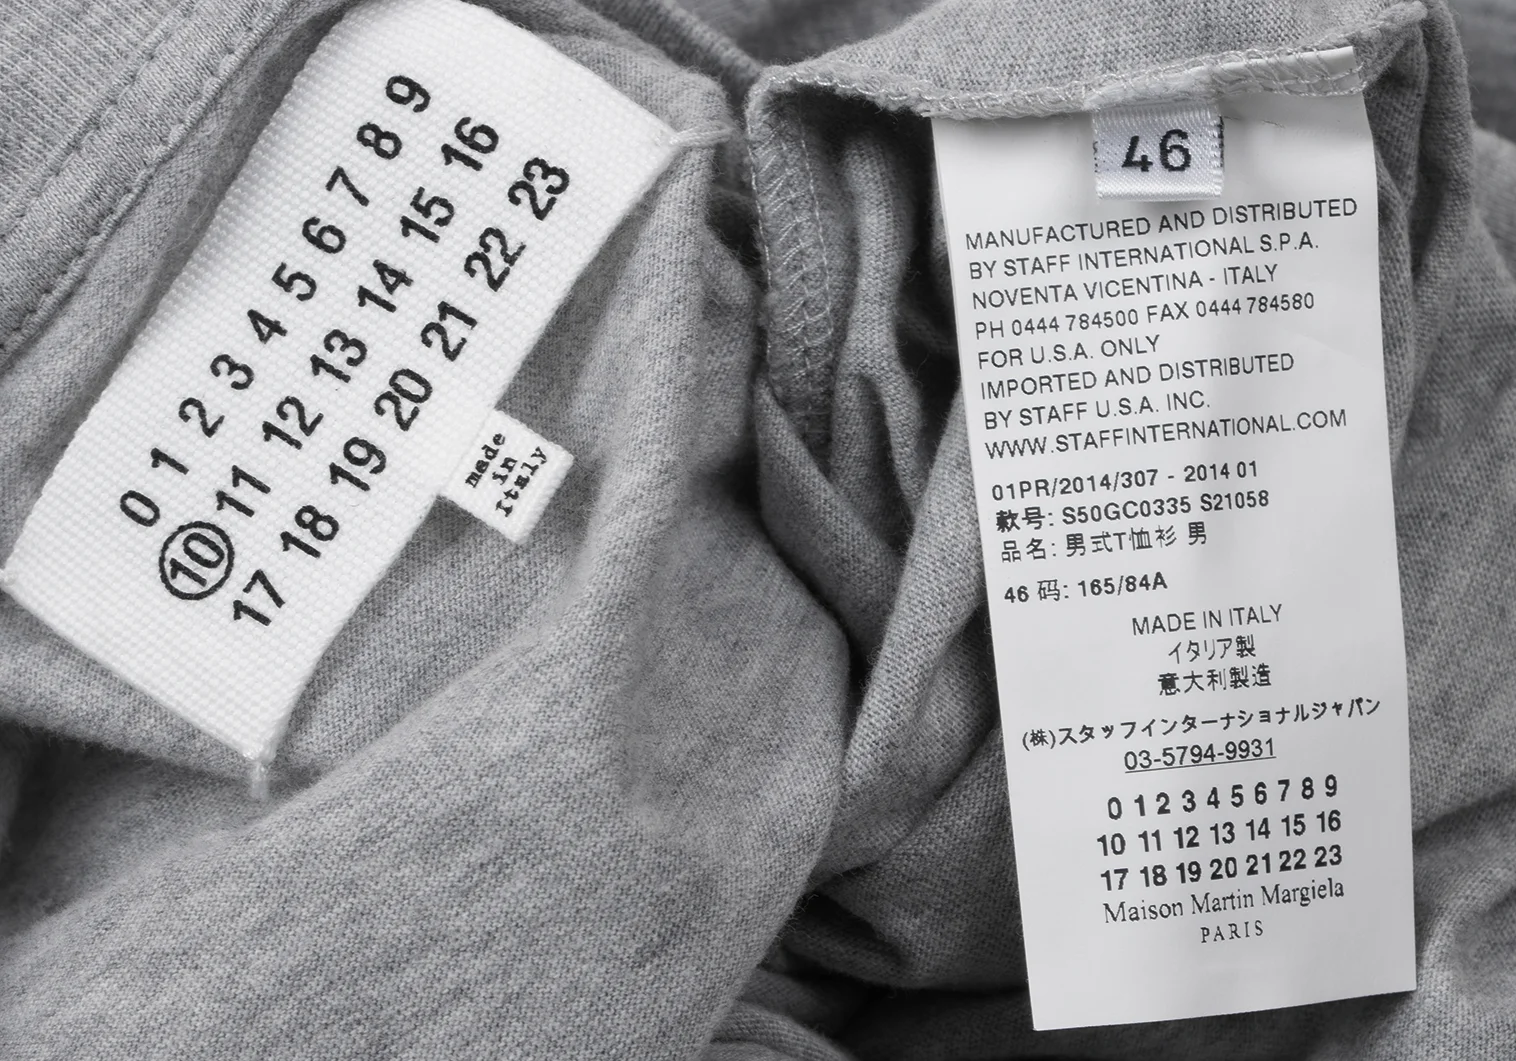 0 1 2 3 4 5 6 7 8 9
10 11 12 13 14 15 16
17 18 19 20 21 22 23
made
in
Italy
46
MANUFACTURED AND DISTRIBUTED
BY STAFF INTERNATIONAL S.P.A.
NOVENTA VICENTINA - ITALY
PH 0444 784500 FAX 0444 784580
FOR U.S.A. ONLY
IMPORTED AND DISTRIBUTED
BY STAFF U.S.A. INC.
WWW.STAFFINTERNATIONAL.COM
01PR/2014/307 - 2014 01
款号: S50GC0335 S21058
品名: 男式T恤衫 男
46 码: 165/84A
MADE IN ITALY
イタリア製
意大利製造
(株)スタッフインターナショナルジャパン
03-5794-9931
0 1 2 3 4 5 6 7 8 9
10 11 12 13 14 15 16
17 18 19 20 21 22 23
Maison Martin Margiela
PARIS